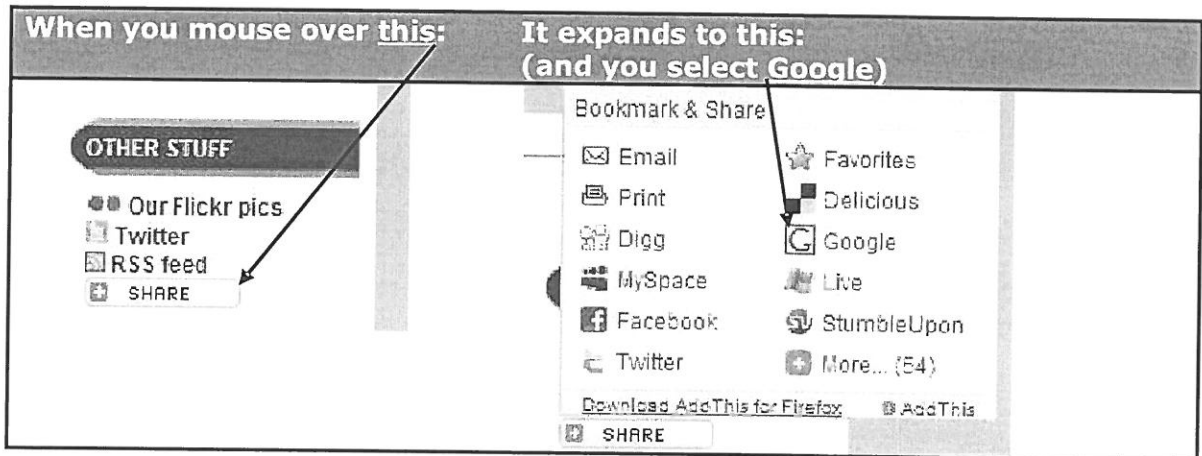 When you mouse over this:
It expands to this:
(and you select Google)
OTHER STUFF
Our Flickr pics
Twitter
RSS feed
SHARE
Bookmark & Share
Email
Favorites
Print
Delicious
Digg
G Google
MySpace
Live
Facebook
StumbleUpon
Twitter
More... (54)
Download AddThis for Firefox
AddThis
SHARE